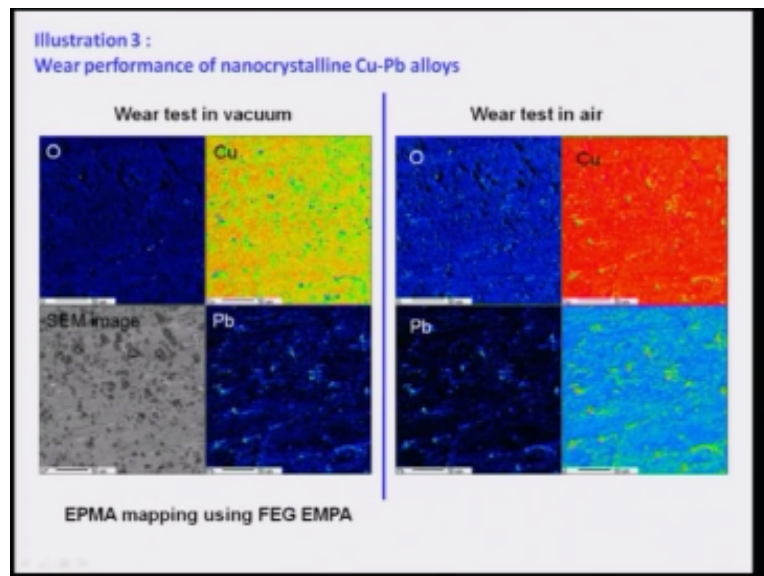 Illustration 3 :
Wear performance of nanocrystalline Cu-Pb alloys
Wear test in vacuum
Wear test in air
O
Cu
O
Cu
SEM image
Pb
Pb
EPMA mapping using FEG EMPA